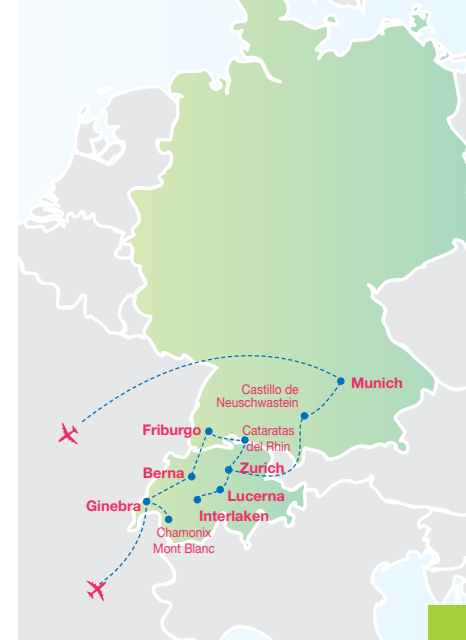 Munich
Castillo de
Neuschwastein
Friburgo
Cataratas
del Rhin
Berna
Zurich
Lucerna
Ginebra
Interlaken
Chamonix
Mont Blanc